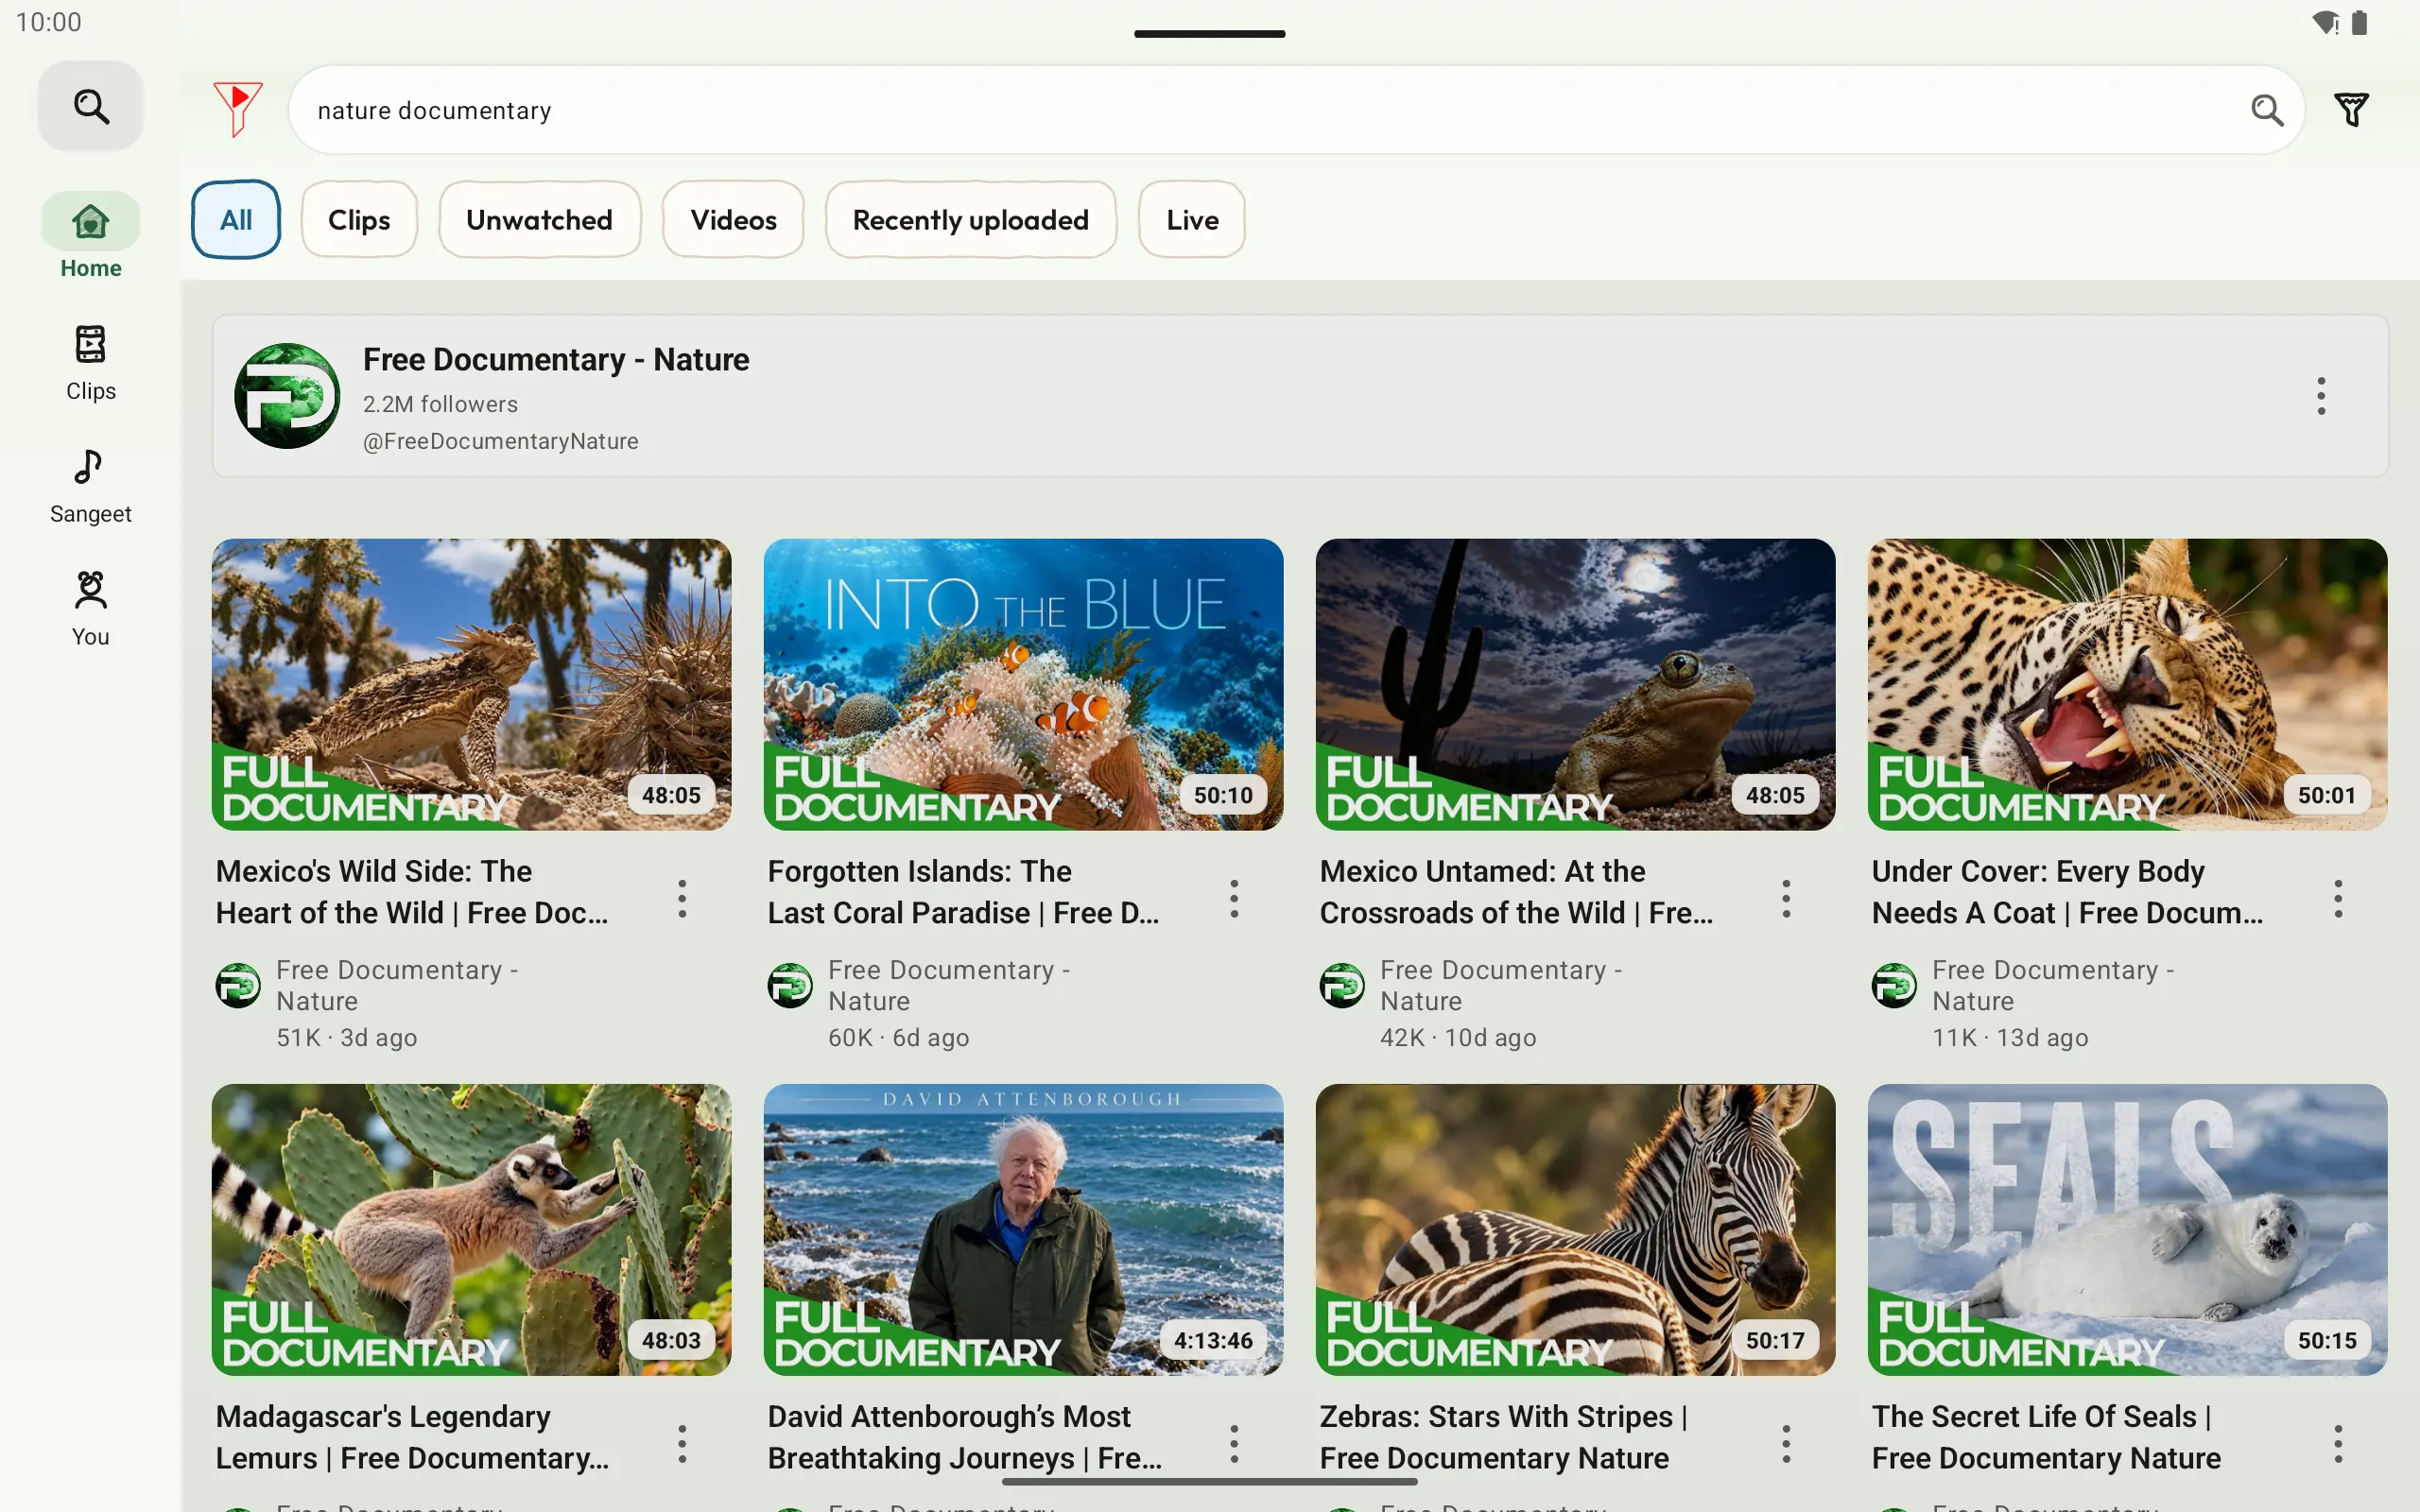 10:00
nature documentary
All
Clips
Unwatched
Videos
Recently uploaded
Live
Home
Clips
Sangeet
You
Free Documentary - Nature
2.2M followers
@FreeDocumentaryNature
FD
FULL
DOCUMENTARY
48:05
INTO THE BLUE
FULL
DOCUMENTARY
50:10
FULL
DOCUMENTARY
48:05
FULL
DOCUMENTARY
50:01
Mexico's Wild Side: The
Heart of the Wild | Free Doc...
Free Documentary -
Nature
51K · 3d ago
Forgotten Islands: The
Last Coral Paradise | Free D...
Free Documentary -
Nature
60K · 6d ago
Mexico Untamed: At the
Crossroads of the Wild | Fre...
Free Documentary -
Nature
42K · 10d ago
Under Cover: Every Body
Needs A Coat | Free Docum...
Free Documentary -
Nature
11K · 13d ago
FULL
DOCUMENTARY
48:03
DAVID ATTENBOROUGH
FULL
DOCUMENTARY
4:13:46
FULL
DOCUMENTARY
50:17
SEALS
FULL
DOCUMENTARY
50:15
Madagascar's Legendary
Lemurs | Free Documentary...
David Attenborough’s Most
Breathtaking Journeys | Fre...
Zebras: Stars With Stripes |
Free Documentary Nature
The Secret Life Of Seals |
Free Documentary Nature